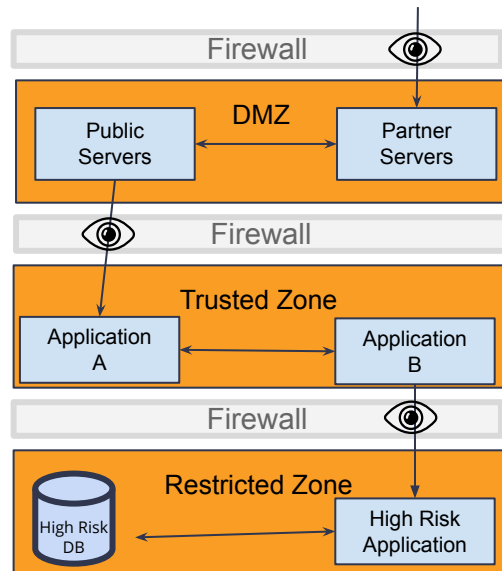 Firewall
DMZ
Public
Servers
Partner
Servers
Firewall
Trusted Zone
Application
A
Application
B
Firewall
Restricted Zone
High Risk
DB
High Risk
Application